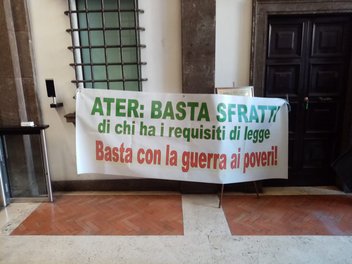 ATER: BASTA SFRATTI
di chi ha i requisiti di legge
Basta con la guerra ai poveri!